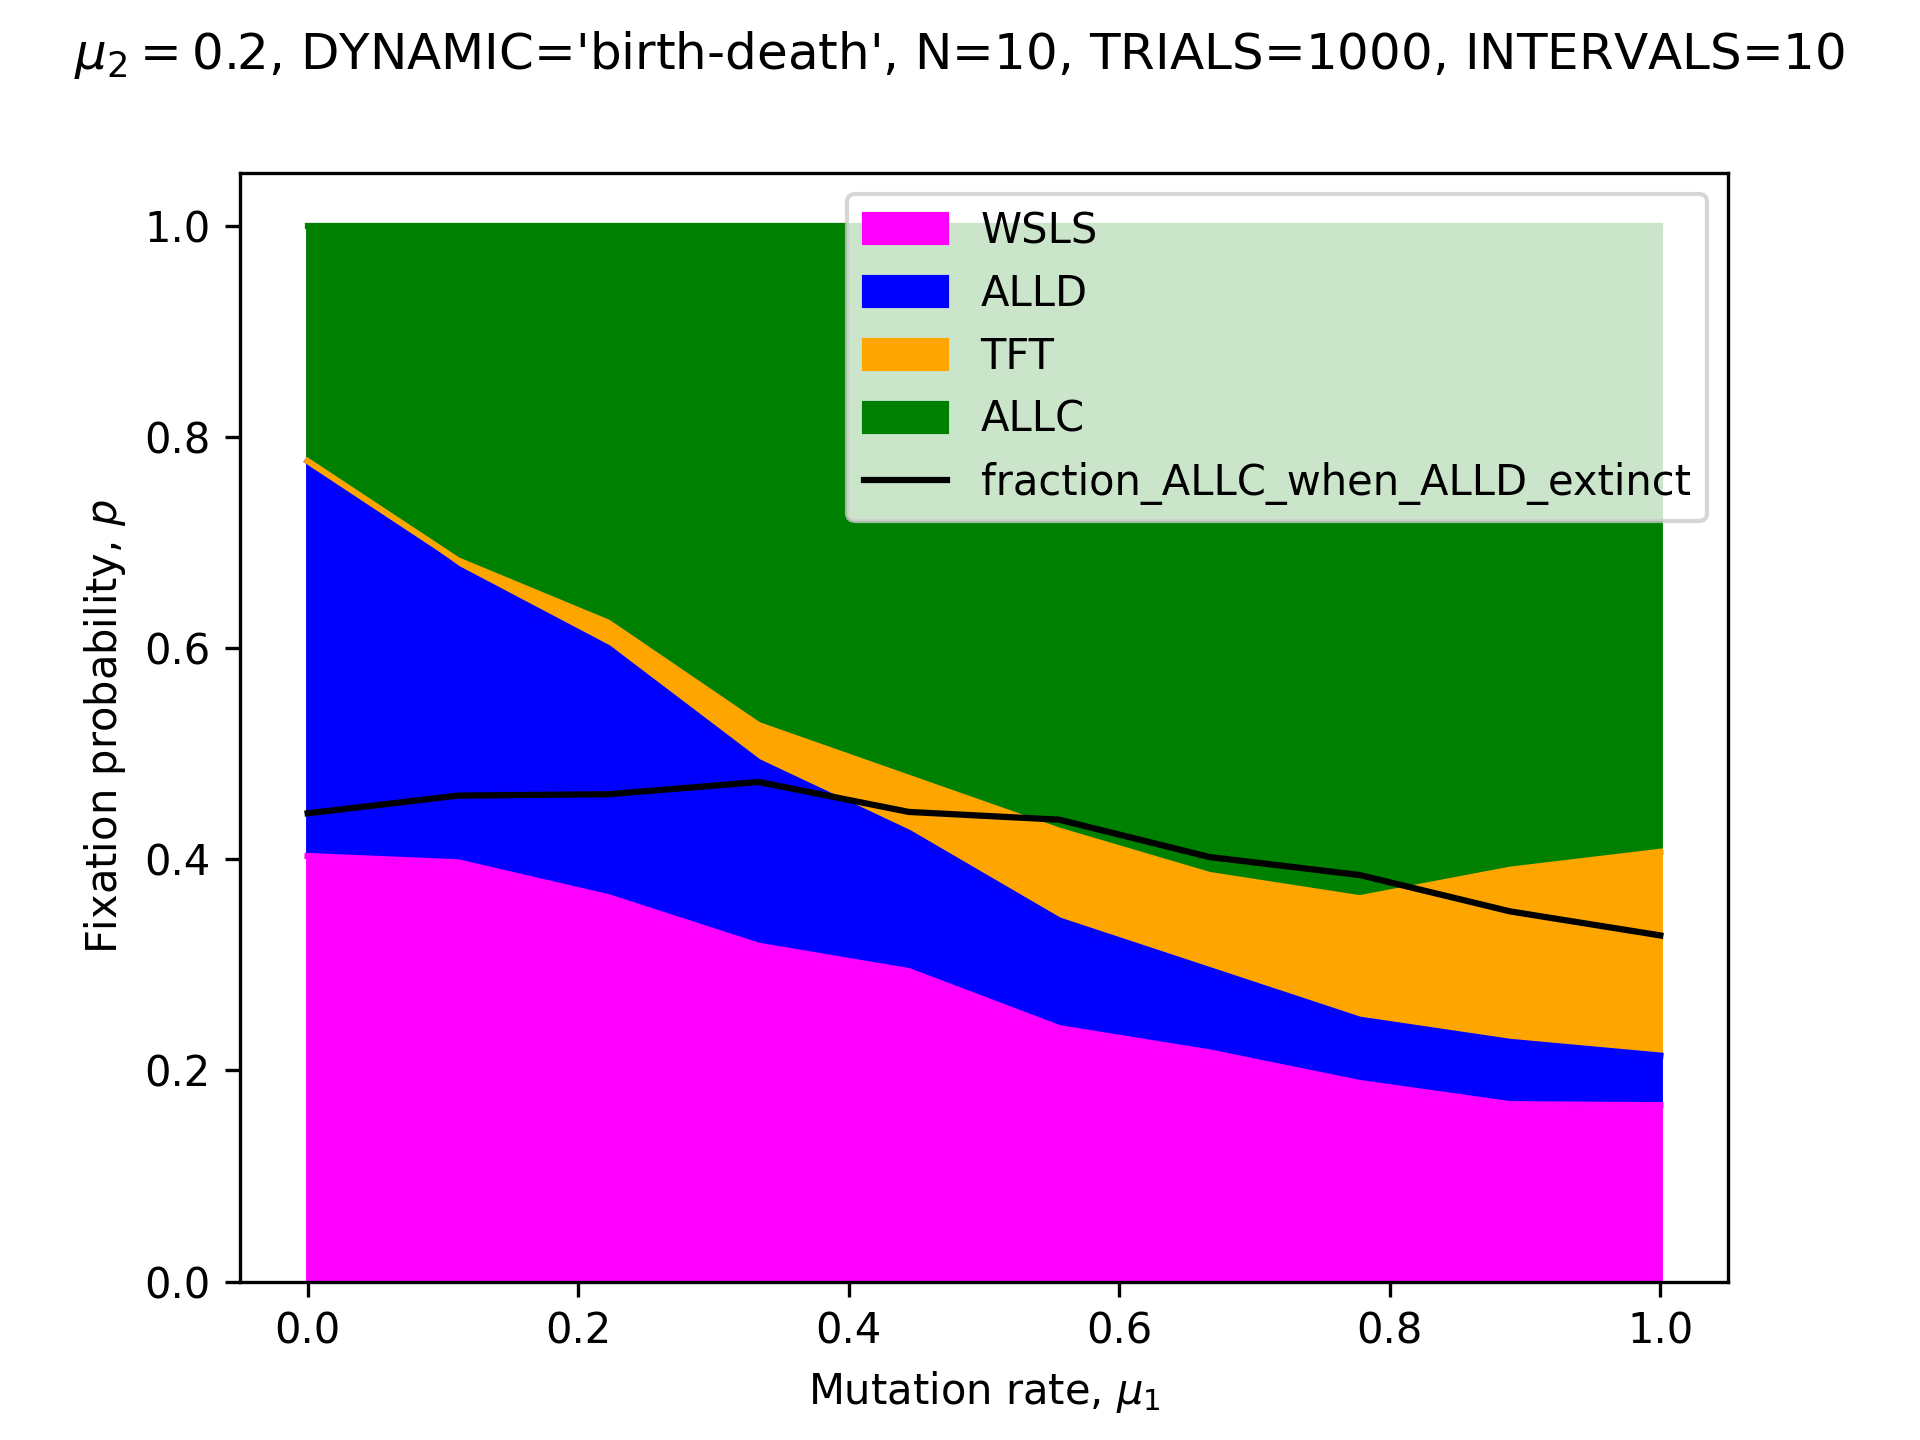 μ₂ = 0.2, DYNAMIC='birth-death', N=10, TRIALS=1000, INTERVALS=10
WSLS
ALLD
TFT
ALLC
fraction_ALLC_when_ALLD_extinct
Fixation probability, p
1.0
0.8
0.6
0.4
0.2
0.0
0.0 0.2 0.4 0.6 0.8 1.0
Mutation rate, μ₁